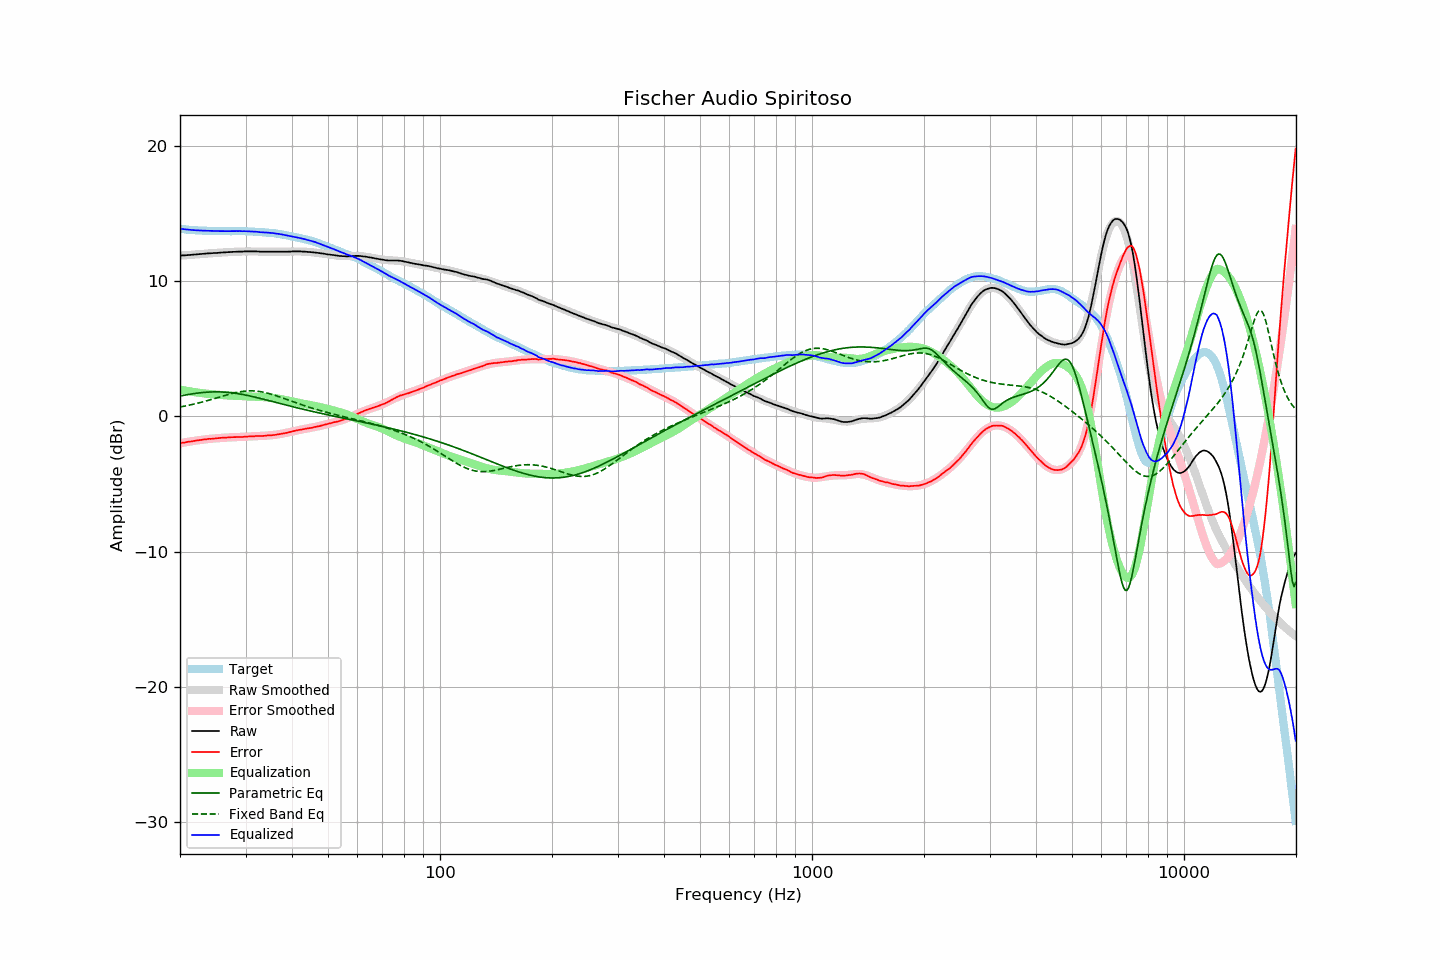 Fischer Audio Spiritoso
20
10
0
−10
−20
−30
Amplitude (dBr)
Target
Raw Smoothed
Error Smoothed
Raw
Error
Equalization
Parametric Eq
Fixed Band Eq
Equalized
100
1000
10000
Frequency (Hz)